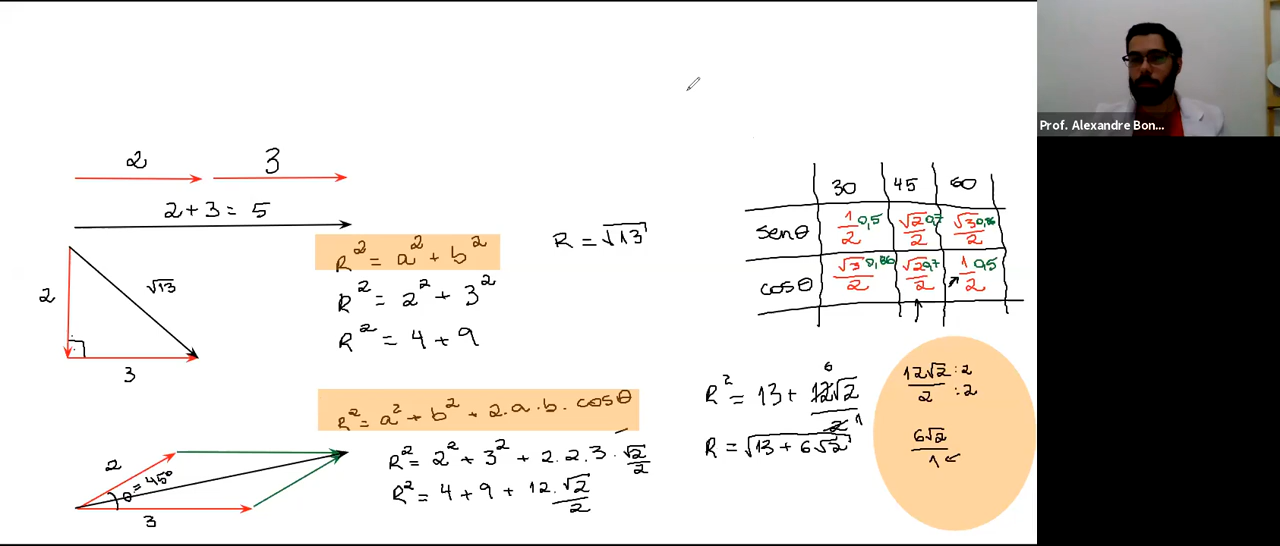 2 3
2 + 3 = 5
2
√13
3
R² = a² + b²
R² = 2² + 3²
R² = 4 + 9
R = √13
30 45 60
senθ 1/2 0,5 √2/2 0,7 √3/2 0,86
cosθ √3/2 0,86 √2/2 0,7 1/2 0,5
R² = a² + b² + 2.a.b. cosθ
R² = 2² + 3² + 2.2.3.√2/2
R² = 4 + 9 + 12.√2/2
2
θ = 45°
3
R² = 13 + 12√2/2 6 1
R = √13 + 6√2
12√2 : 2
2 : 2
6√2
1
Prof. Alexandre Bon...